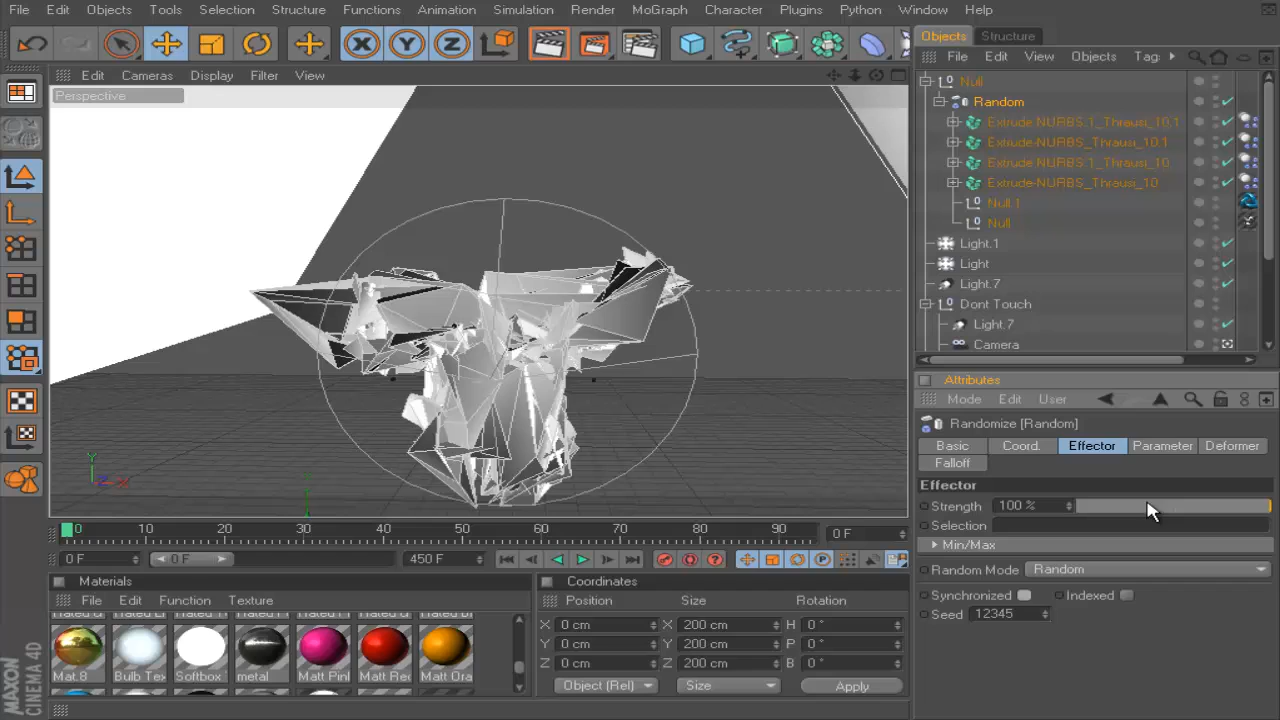 File Edit Objects Tools Selection Structure Functions Animation Simulation Render MoGraph Character Plugins Python Window Help
Objects Structure
File Edit View Objects Tag
Edit Cameras Display Filter View
Perspective
Null
Random
Extrude NURBS.1_Thrausi_10.1
Extrude NURBS_Thrausi_10.1
Extrude NURBS.1_Thrausi_10
Extrude NURBS_Thrausi_10
Null.1
Null
Light.1
Light
Light.7
Dont Touch
Light.7
Camera
Attributes
Mode Edit User
Randomize [Random]
Basic Coord. Effector Parameter Deformer
Falloff
Effector
Strength 100 %
Selection
Min/Max
Random Mode Random
Synchronized Indexed
Seed 12345
Y Z X
0 10 20 30 40 50 60 70 80 90 0 F
0 F 0 F 450 F
Materials
File Edit Function Texture
Mat.8 Bulb Tex Softbox metal Matt Pinl Matt Rec Matt Ora
Coordinates
Position Size Rotation
X 0 cm X 200 cm H 0 °
Y 0 cm Y 200 cm P 0 °
Z 0 cm Z 200 cm B 0 °
Object (Rel) Size Apply
MAXON
CINEMA 4D